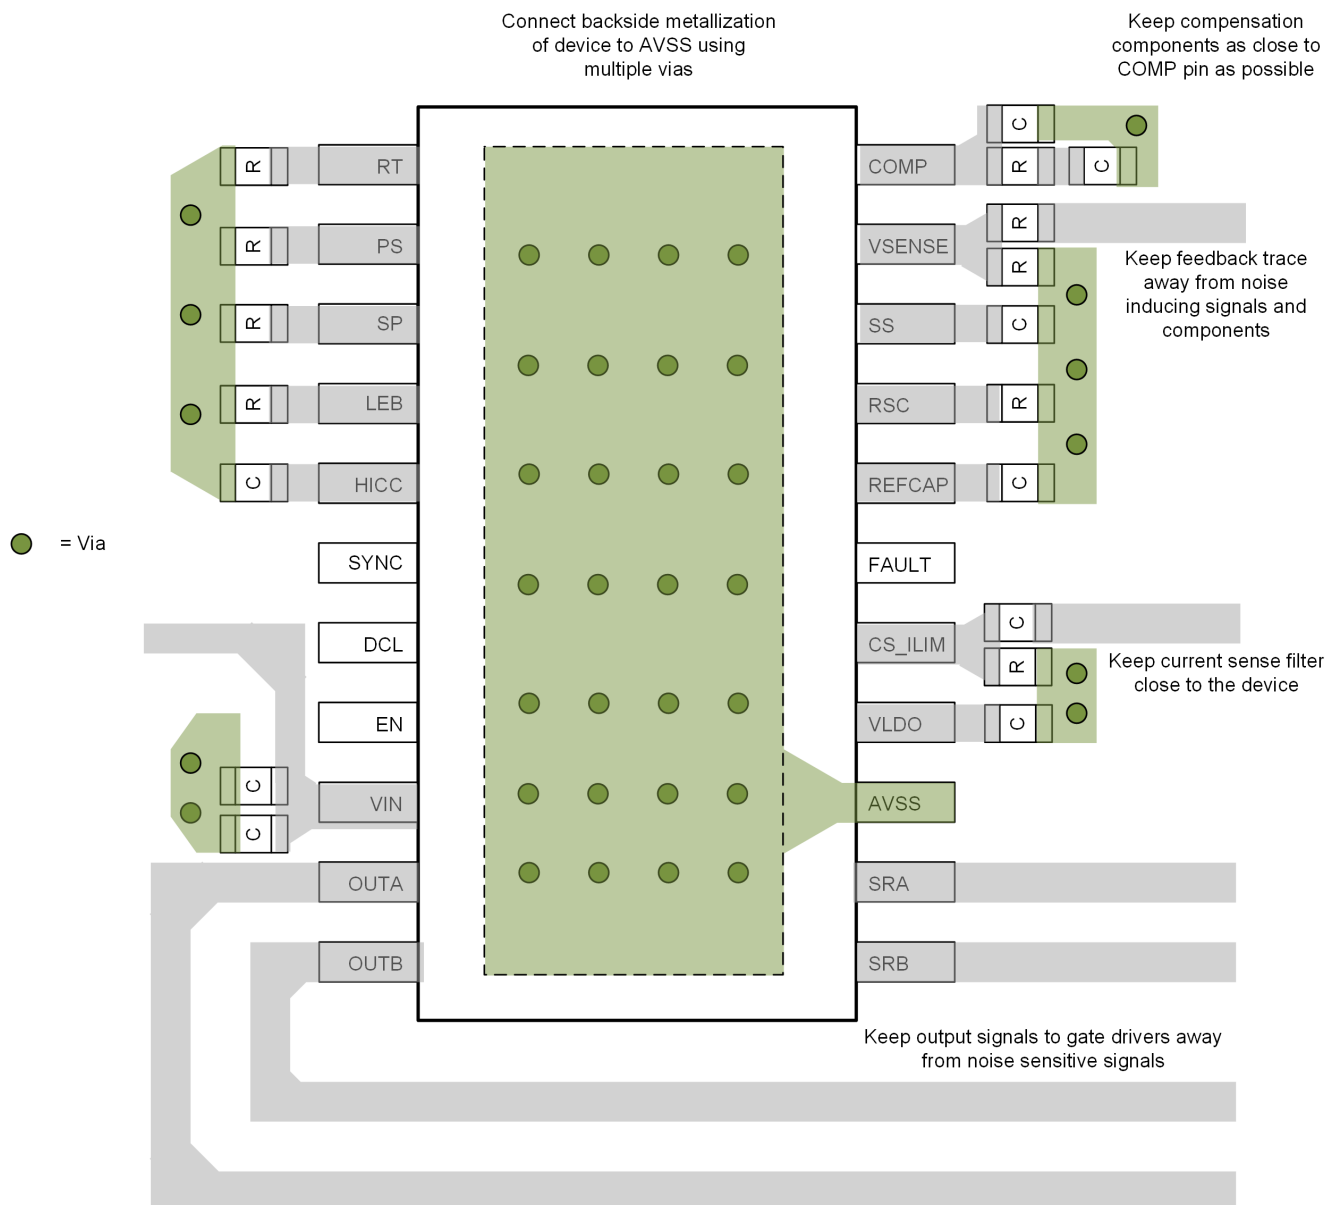 Connect backside metallization
of device to AVSS using
multiple vias
Keep compensation
components as close to
COMP pin as possible
RT
R
PS
R
SP
R
LEB
R
HICC
C
SYNC
DCL
EN
VIN
C
C
OUTA
OUTB
= Via
COMP
C
R
C
VSENSE
R
R
Keep feedback trace
away from noise
inducing signals and
components
SS
C
RSC
R
REFCAP
C
FAULT
CS_ILIM
C
R
Keep current sense filter
close to the device
VLDO
C
AVSS
SRA
SRB
Keep output signals to gate drivers away
from noise sensitive signals